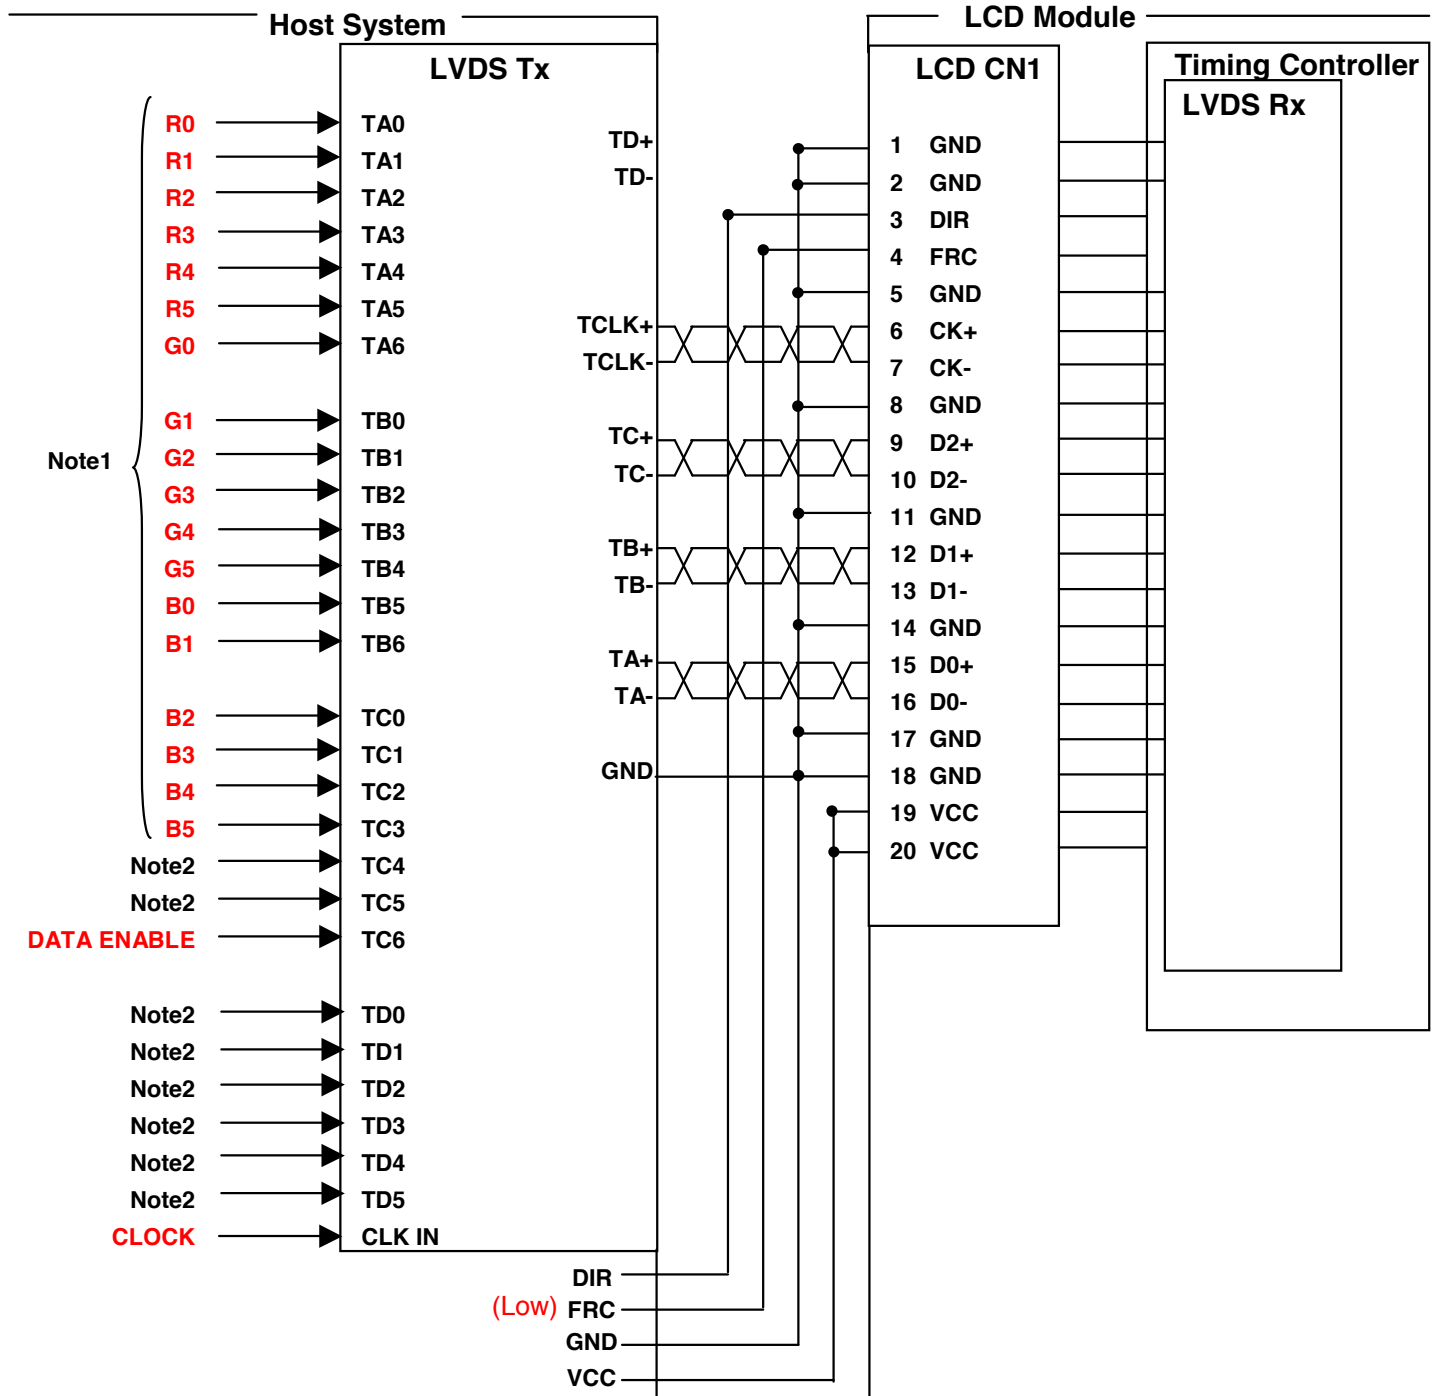 Host System
LCD Module
LVDS Tx
LCD CN1
Timing Controller
LVDS Rx
R0 TA0
R1 TA1
R2 TA2
R3 TA3
R4 TA4
R5 TA5
G0 TA6
G1 TB0
G2 TB1
G3 TB2
G4 TB3
G5 TB4
B0 TB5
B1 TB6
B2 TC0
B3 TC1
B4 TC2
B5 TC3
Note1
Note2 TC4
Note2 TC5
DATA ENABLE TC6
Note2 TD0
Note2 TD1
Note2 TD2
Note2 TD3
Note2 TD4
Note2 TD5
CLOCK CLK IN
TD+
TD-
TCLK+
TCLK-
TC+
TC-
TB+
TB-
TA+
TA-
GND
DIR
(Low) FRC
GND
VCC
1 GND
2 GND
3 DIR
4 FRC
5 GND
6 CK+
7 CK-
8 GND
9 D2+
10 D2-
11 GND
12 D1+
13 D1-
14 GND
15 D0+
16 D0-
17 GND
18 GND
19 VCC
20 VCC